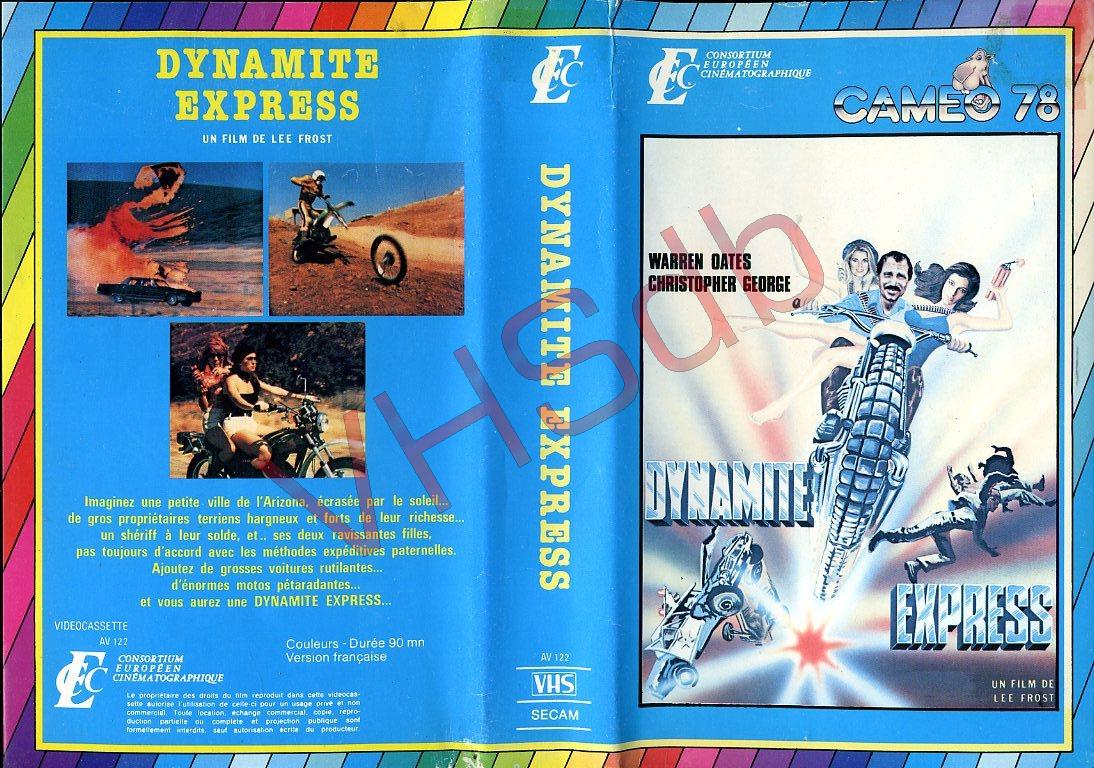 DYNAMITE
EXPRESS
UN FILM DE LEE FROST
Imaginez une petite ville de l'Arizona, écrasée par le soleil...
de gros propriétaires terriens hargneux et forts de leur richesse...
un shériff à leur solde, et.. ses deux ravissantes filles,
pas toujours d'accord avec les méthodes expéditives paternelles.
Ajoutez de grosses voitures rutilantes...
d'énormes motos pétaradantes...
et vous aurez une DYNAMITE EXPRESS...
VIDEOCASSETTE
AV 122
CEC
CONSORTIUM
EUROPÉEN
CINÉMATOGRAPHIQUE
Couleurs - Durée 90 mn
Version française
Le propriétaire des droits du film reproduit dans cette videocas-
sette autorise l'utilisation de celle-ci pour un usage privé et non
commercial. Toute location, échange commercial, copie, repro-
duction partielle ou complète et projection publique sont
formellement interdits, sauf autorisation écrite du producteur.
CEC
DYNAMITE EXPRESS
AV 122
VHS
SECAM
CEC
CONSORTIUM
EUROPÉEN
CINÉMATOGRAPHIQUE
CAMEO 78
WARREN OATES
CHRISTOPHER GEORGE
DYNAMITE
EXPRESS
UN FILM DE
LEE FROST
VHSdb